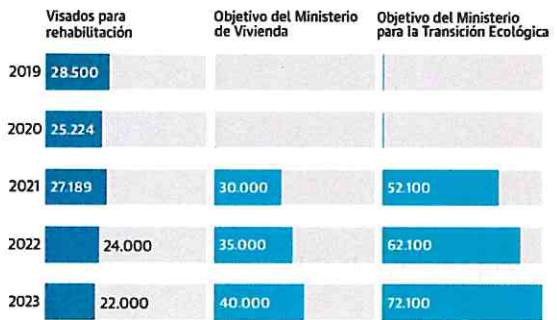 Visados para
rehabilitación
Objetivo del Ministerio
de Vivienda
Objetivo del Ministerio
para la Transición Ecológica
2019 28.500
2020 25.224
2021 27.189 30.000 52.100
2022 24.000 35.000 62.100
2023 22.000 40.000 72.100